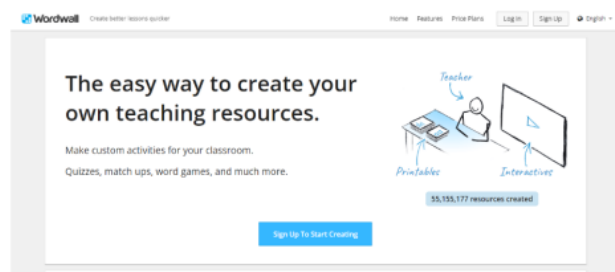 Wordwall Create better lessons quicker Home Features Price Plans Log In Sign Up English
The easy way to create your
own teaching resources.
Make custom activities for your classroom.
Quizzes, match ups, word games, and much more.
Teacher
Printables
Interactives
55,155,177 resources created
Sign Up To Start Creating